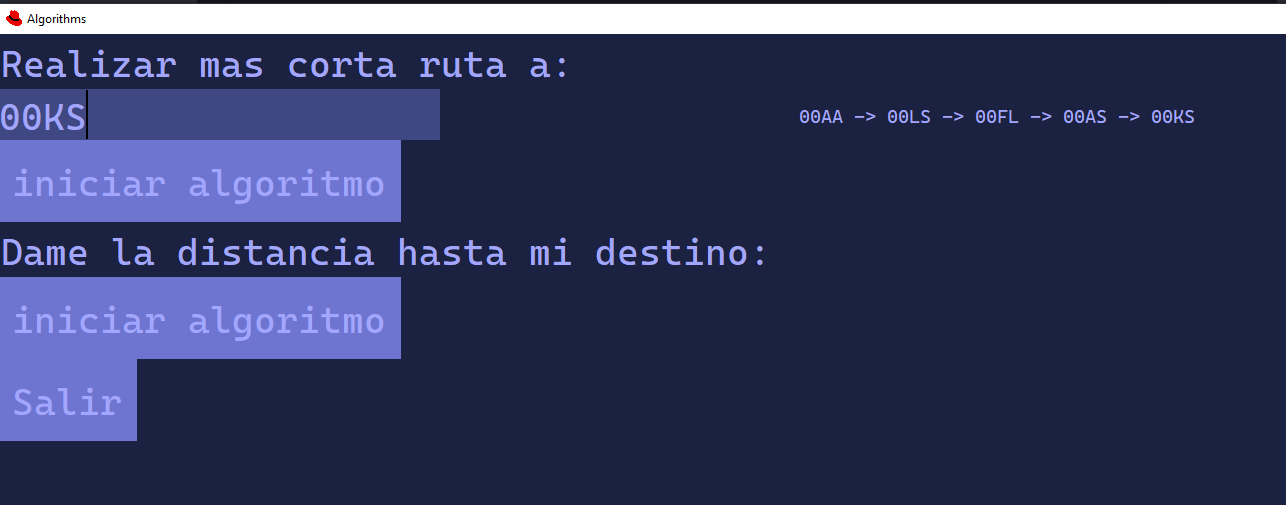 Algorithms
Realizar mas corta ruta a:
00KS
00AA -> 00LS -> 00FL -> 00AS -> 00KS
iniciar algoritmo
Dame la distancia hasta mi destino:
iniciar algoritmo
Salir